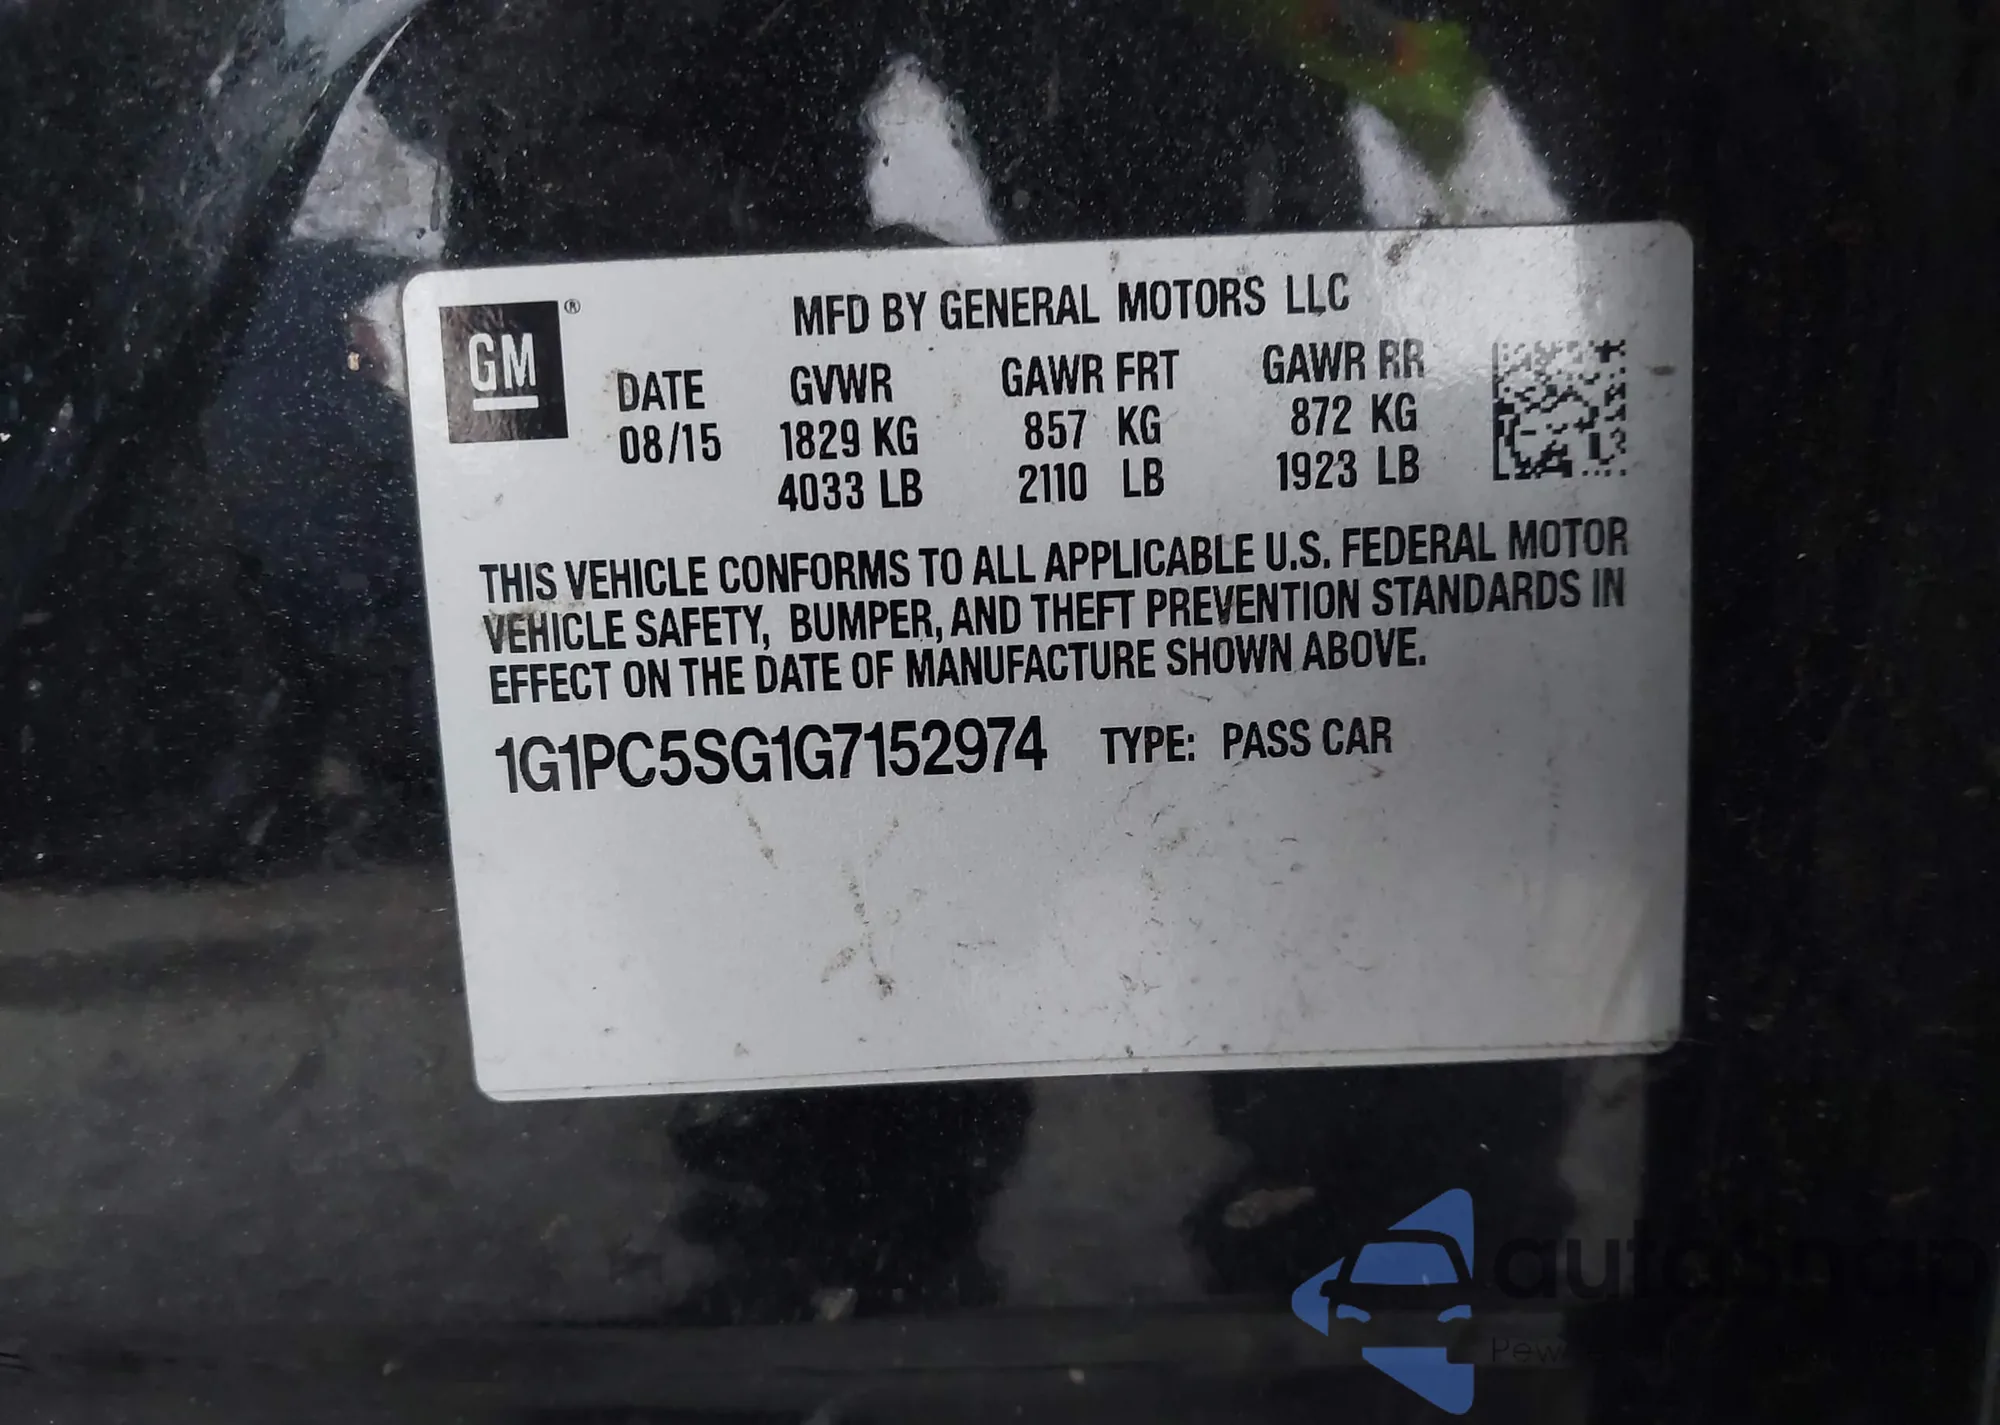 GM ®
MFD BY GENERAL MOTORS LLC
DATE GVWR GAWR FRT GAWR RR
08/15 1829 KG 857 KG 872 KG
4033 LB 2110 LB 1923 LB
THIS VEHICLE CONFORMS TO ALL APPLICABLE U.S. FEDERAL MOTOR
VEHICLE SAFETY, BUMPER, AND THEFT PREVENTION STANDARDS IN
EFFECT ON THE DATE OF MANUFACTURE SHOWN ABOVE.
1G1PC5SG1G7152974 TYPE: PASS CAR
autosnap